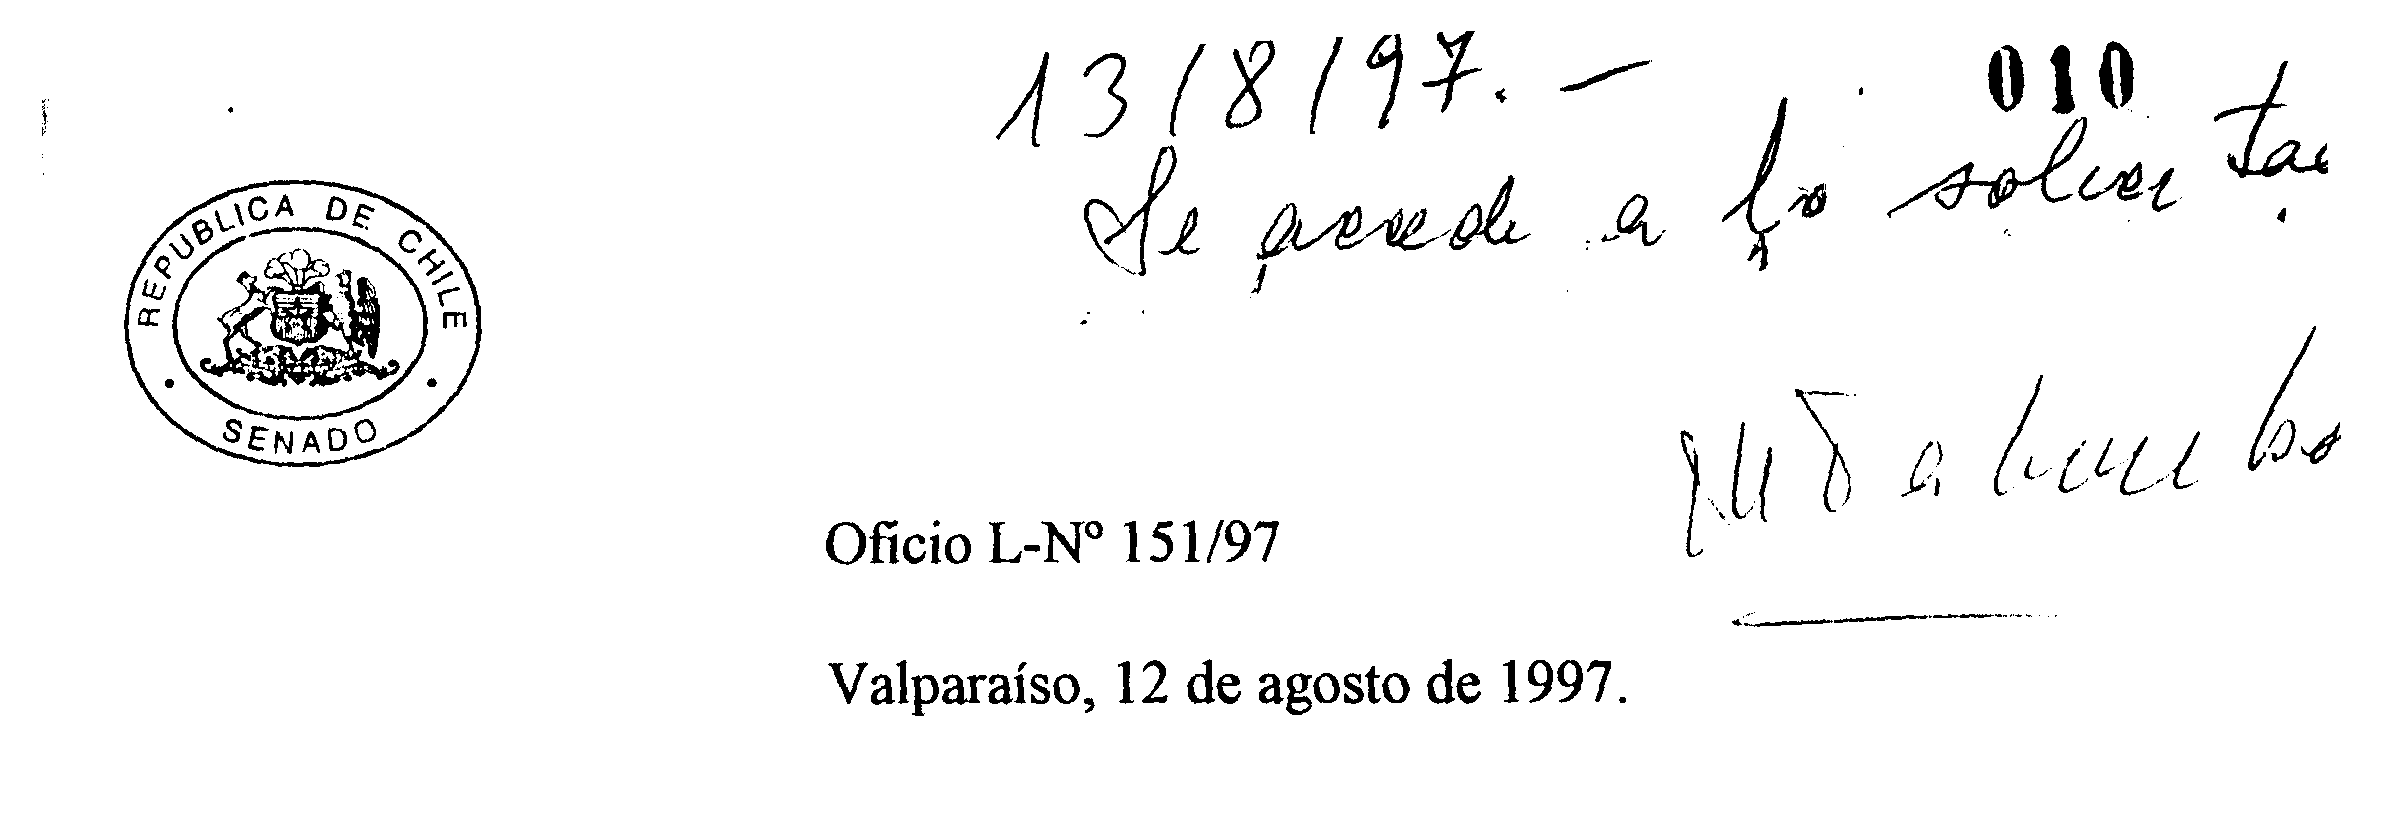 010
13/8/97.-
Se accede a lo
REPUBLICA DE CHILE
SENADO
Oficio L-Nº 151/97
Valparaíso, 12 de agosto de 1997.